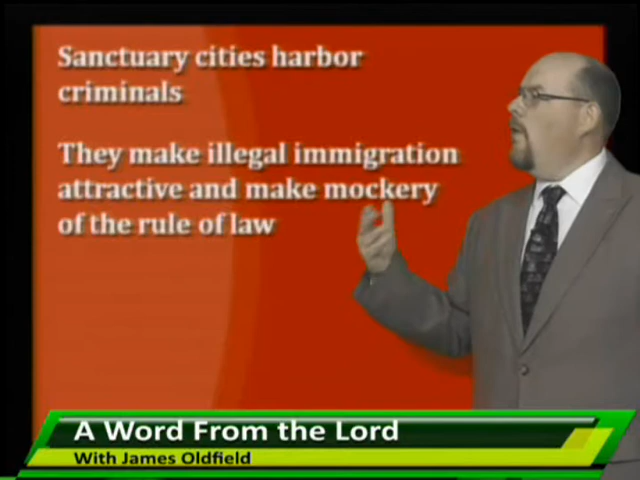 Sanctuary cities harbor
criminals
They make illegal immigration
attractive and make mockery
of the rule of law
A Word From the Lord
With James Oldfield